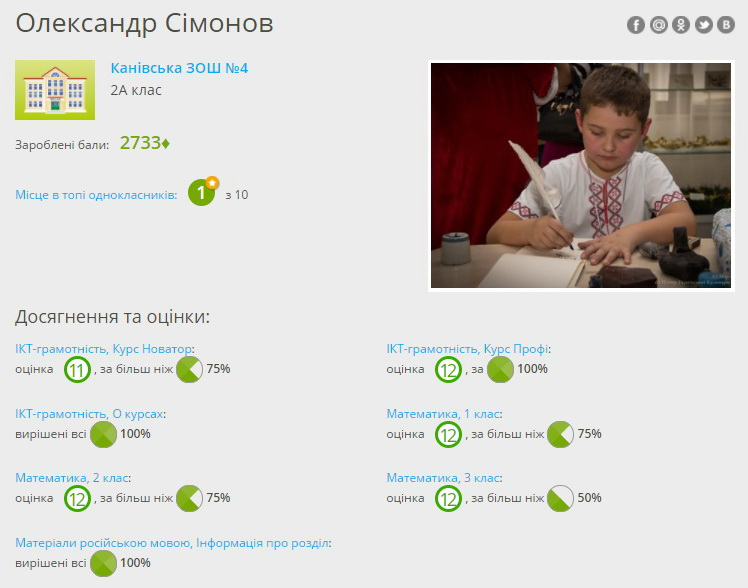 Олександр Сімонов
Канівська ЗОШ №4
2А клас
Зароблені бали: 2733
Місце в топі однокласників: 1 з 10
Досягнення та оцінки:
ІКТ-грамотність, Курс Новатор:
оцінка 11 , за більш ніж 75%
ІКТ-грамотність, Курс Профі:
оцінка 12 , за 100%
ІКТ-грамотність, О курсах:
вирішені всі 100%
Математика, 1 клас:
оцінка 12 , за більш ніж 75%
Математика, 2 клас:
оцінка 12 , за більш ніж 75%
Математика, 3 клас:
оцінка 12 , за більш ніж 50%
Матеріали російською мовою, Інформація про розділ:
вирішені всі 100%